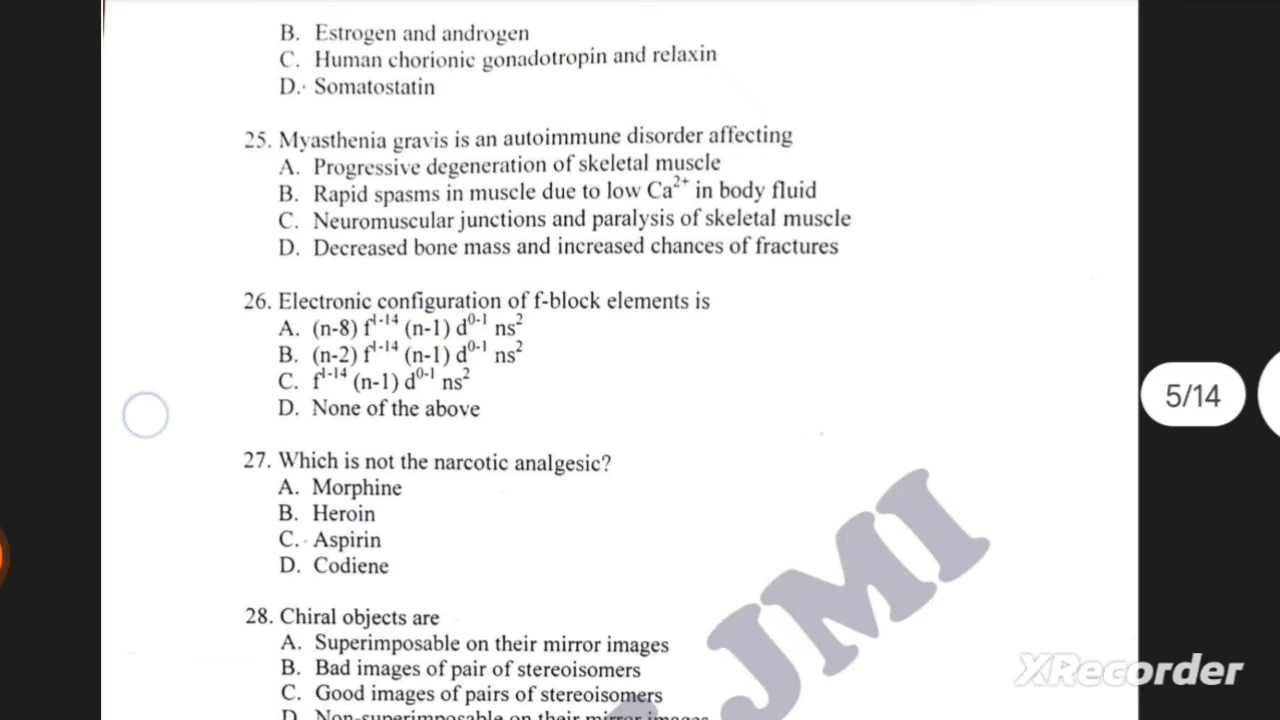 B. Estrogen and androgen
C. Human chorionic gonadotropin and relaxin
D. Somatostatin
25. Myasthenia gravis is an autoimmune disorder affecting
A. Progressive degeneration of skeletal muscle
B. Rapid spasms in muscle due to low Ca²⁺ in body fluid
C. Neuromuscular junctions and paralysis of skeletal muscle
D. Decreased bone mass and increased chances of fractures
26. Electronic configuration of f-block elements is
A. (n-8) f¹⁻¹⁴ (n-1) d⁰⁻¹ ns²
B. (n-2) f¹⁻¹⁴ (n-1) d⁰⁻¹ ns²
C. f¹⁻¹⁴ (n-1) d⁰⁻¹ ns²
D. None of the above
5/14
27. Which is not the narcotic analgesic?
A. Morphine
B. Heroin
C. Aspirin
D. Codiene
28. Chiral objects are
A. Superimposable on their mirror images
B. Bad images of pair of stereoisomers
C. Good images of pairs of stereoisomers
D. Non-superimposable on their mirror images
JMI
XRecorder